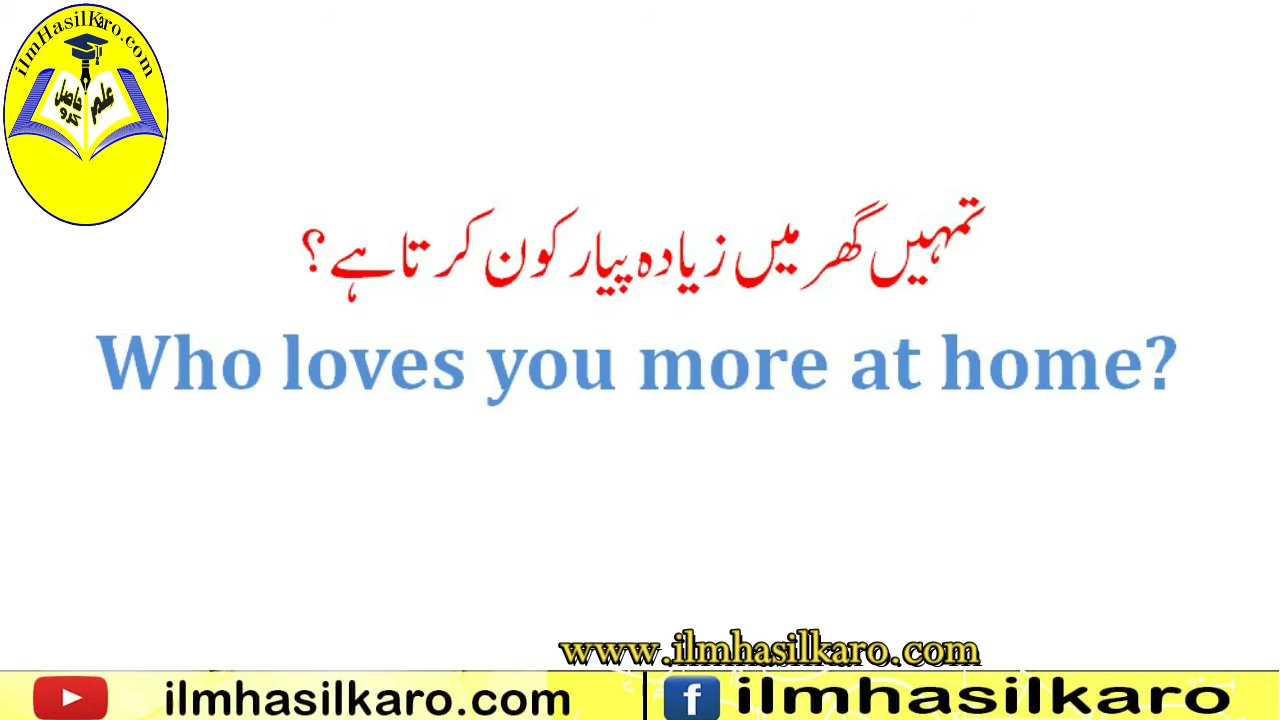 ilmHasilKaro.com
علم حاصل کرو
تمہیں گھر میں زیادہ پیار کون کرتا ہے؟
Who loves you more at home?
www.ilmhasilkaro.com
ilmhasilkaro.com
f ilmhasilkaro